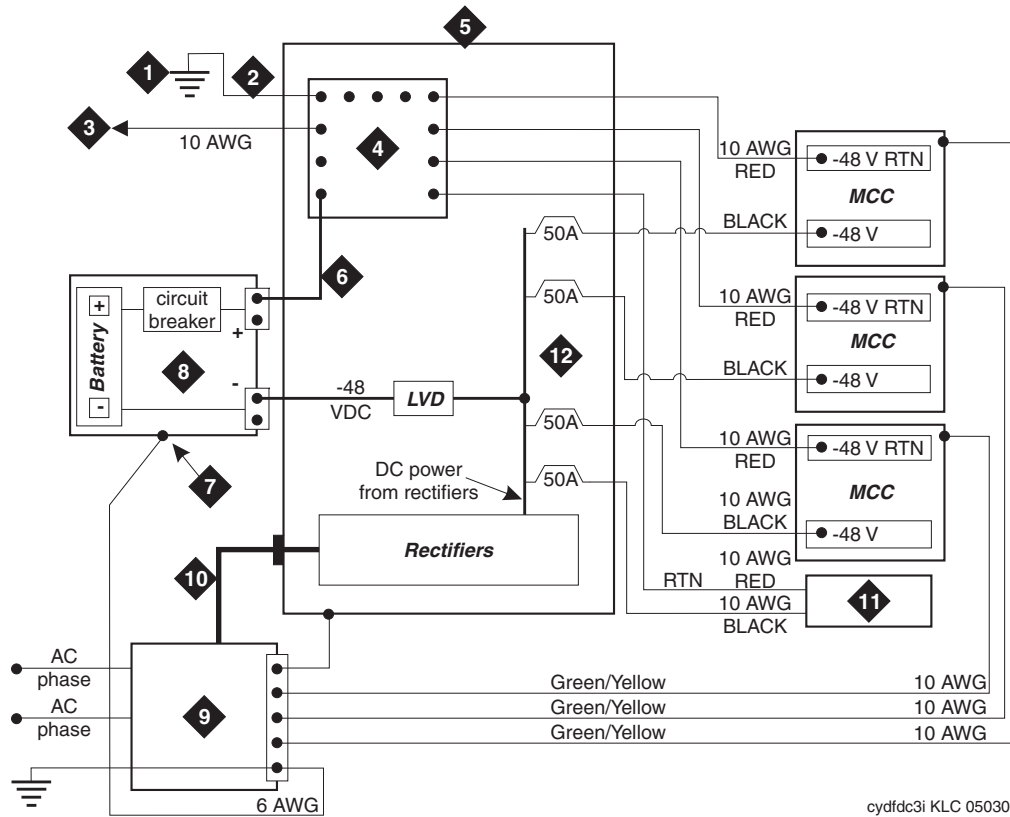 5
1
2
3
10 AWG
4
10 AWG
RED
-48 V RTN
MCC
BLACK
-48 V
50A
6
Battery
+
-
circuit
breaker
+
-
8
7
-48
VDC
LVD
50A
12
10 AWG
RED
-48 V RTN
MCC
BLACK
-48 V
50A
10 AWG
RED
-48 V RTN
MCC
10 AWG
BLACK
-48 V
50A
DC power
from rectifiers
Rectifiers
10
RTN
10 AWG
RED
10 AWG
BLACK
11
AC
phase
AC
phase
9
Green/Yellow 10 AWG
Green/Yellow 10 AWG
Green/Yellow 10 AWG
6 AWG
cydfdc3i KLC 05030